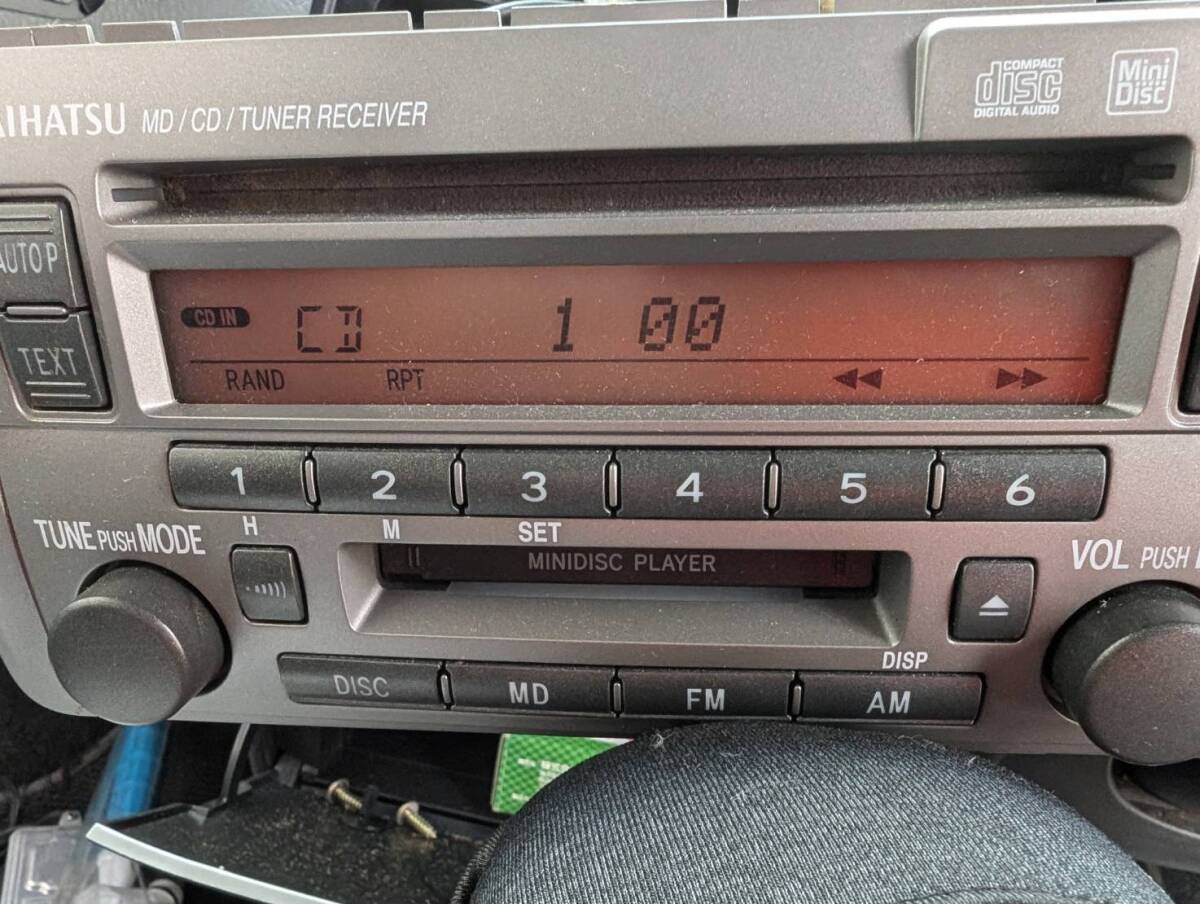 AIHATSU MD / CD / TUNER RECEIVER
COMPACT
disc
DIGITAL AUDIO
Mini
Disc
AUTO P
TEXT
CD IN CD 1 00
RAND RPT
1 2 3 4 5 6
H M SET
TUNE PUSH MODE
MINIDISC PLAYER
VOL PUSH
DISP
DISC MD FM AM